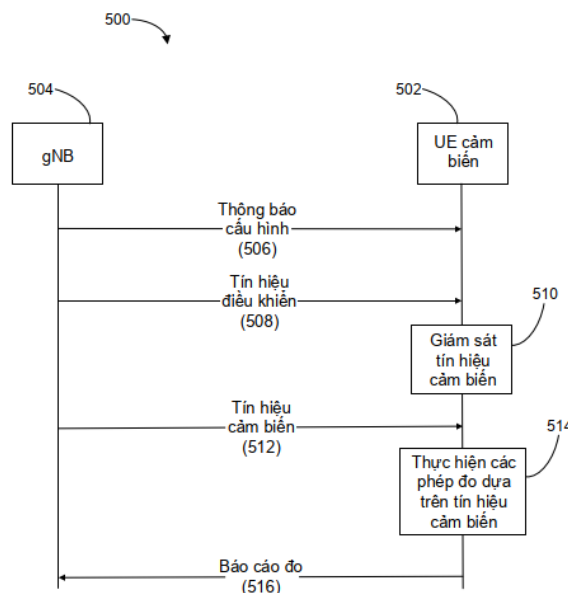 500
504
502
gNB
UE cảm
biến
Thông báo
cấu hình
(506)
Tín hiệu
điều khiển
(508)
510
Giám sát
tín hiệu
cảm biến
Tín hiệu
cảm biến
(512)
514
Thực hiện các
phép đo dựa
trên tín hiệu
cảm biến
Báo cáo đo
(516)